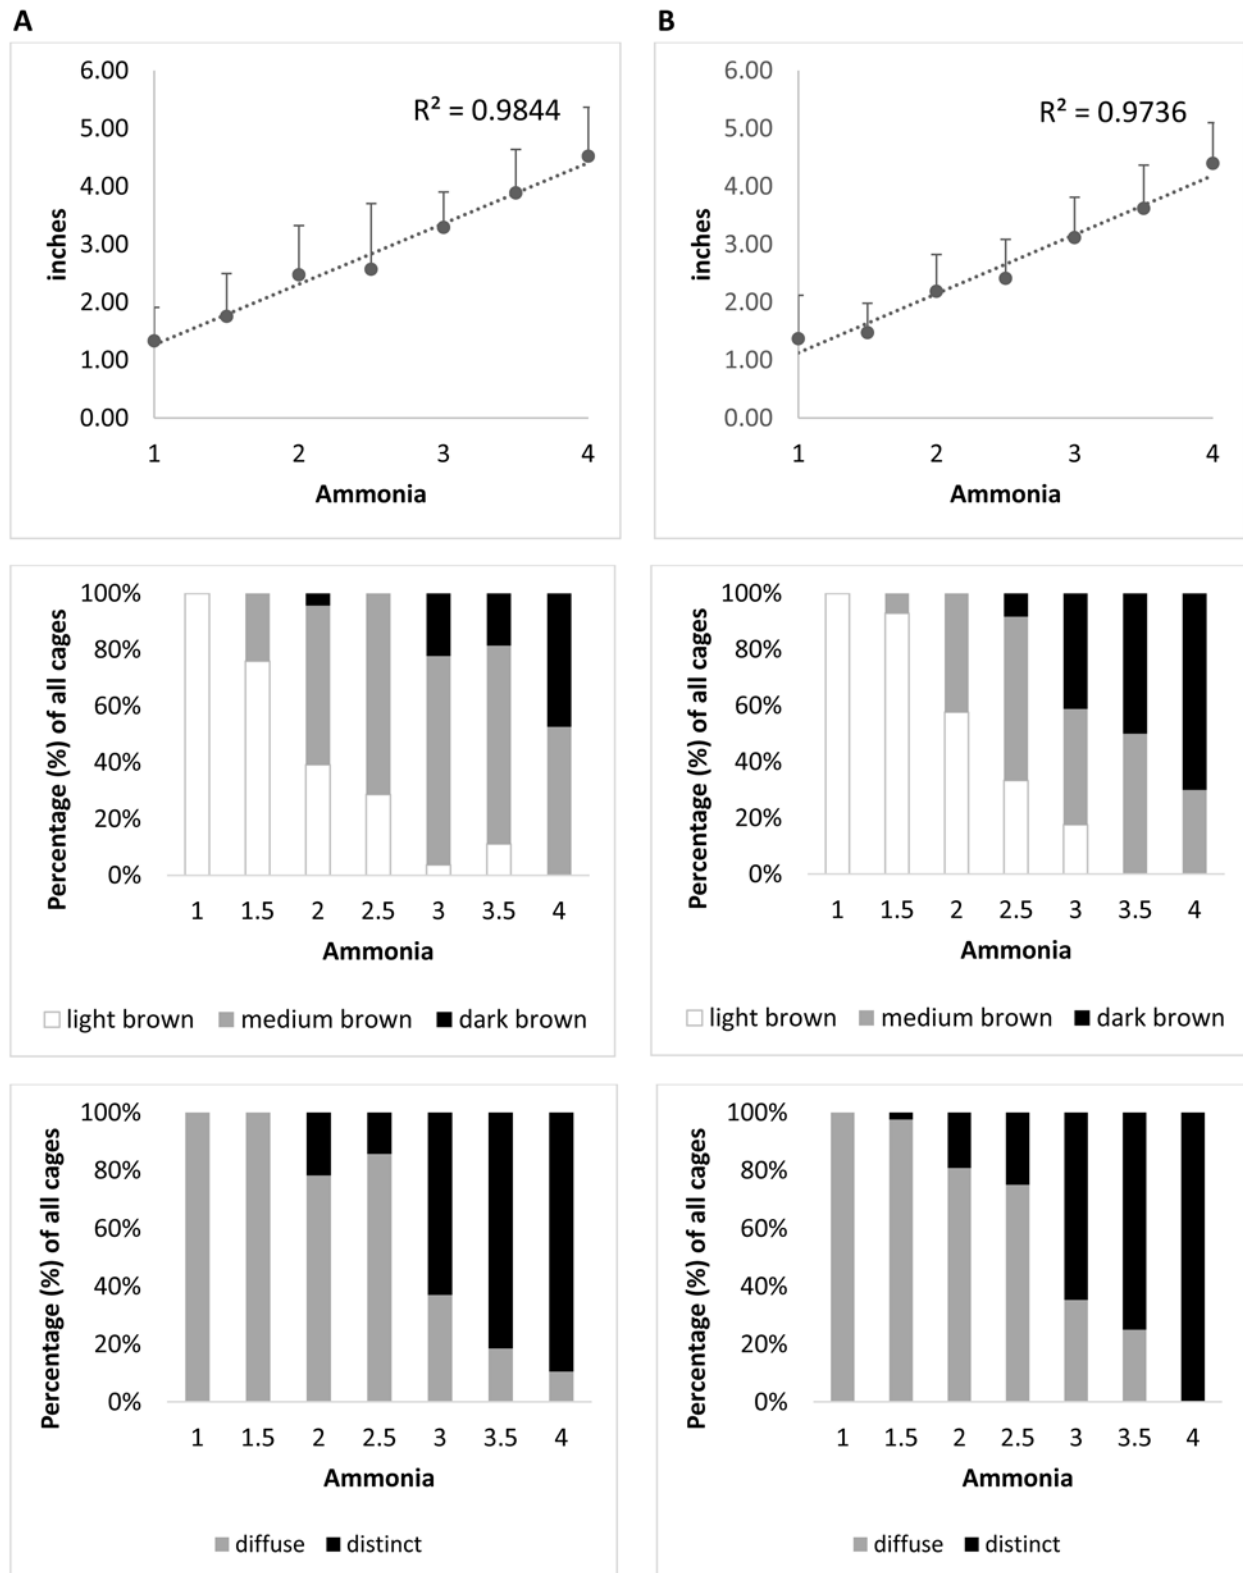 A
6.00
5.00
4.00
3.00
2.00
1.00
0.00
inches
R² = 0.9844
1 2 3 4
Ammonia
B
6.00
5.00
4.00
3.00
2.00
1.00
0.00
inches
R² = 0.9736
1 2 3 4
Ammonia
100%
80%
60%
40%
20%
0%
Percentage (%) of all cages
1 1.5 2 2.5 3 3.5 4
Ammonia
light brown medium brown dark brown
100%
80%
60%
40%
20%
0%
Percentage (%) of all cages
1 1.5 2 2.5 3 3.5 4
Ammonia
light brown medium brown dark brown
100%
80%
60%
40%
20%
0%
Percentage (%) of all cages
1 1.5 2 2.5 3 3.5 4
Ammonia
diffuse distinct
100%
80%
60%
40%
20%
0%
Percentage (%) of all cages
1 1.5 2 2.5 3 3.5 4
Ammonia
diffuse distinct